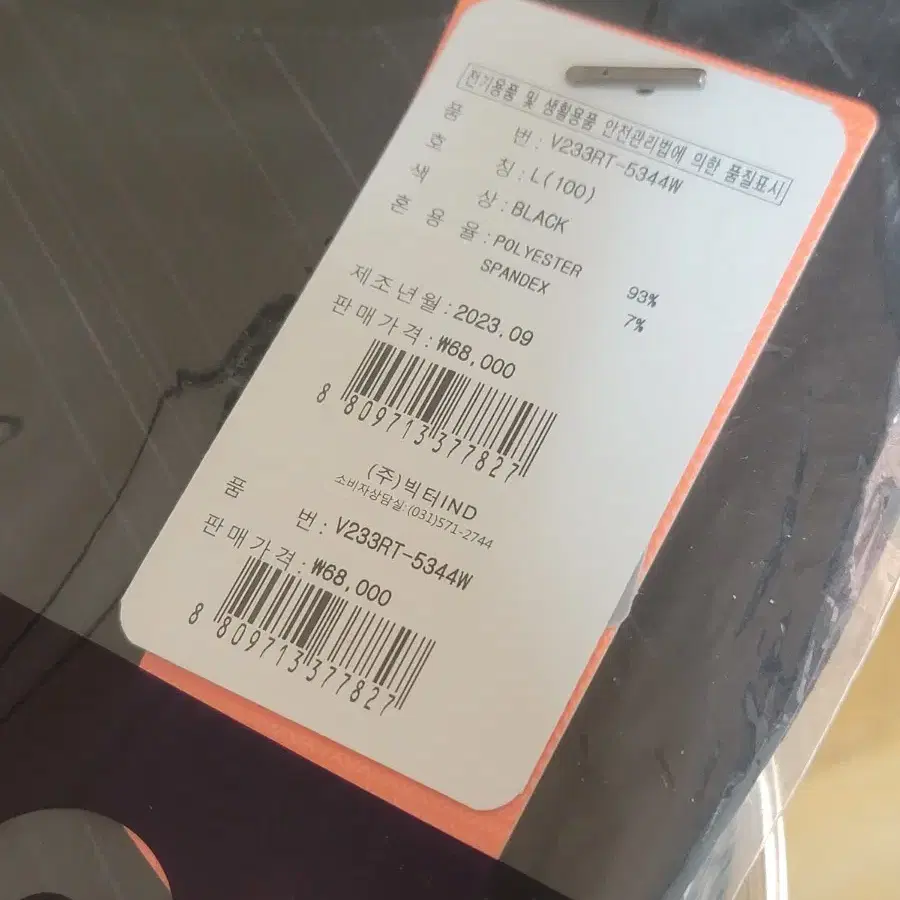 전기용품 및 생활용품 안전관리법에 의한 품질표시
품 번 : V233RT-5344W
호 칭 : L(100)
색 상 : BLACK
혼 용 율 : POLYESTER 93%
SPANDEX 7%
제조년월 : 2023.09
판매가격 : ₩68,000
8 809713 377827
(주)빅터IND
소비자상담실:(031)571-2744
품 번 : V233RT-5344W
판매가격 : ₩68,000
8 809713 377827